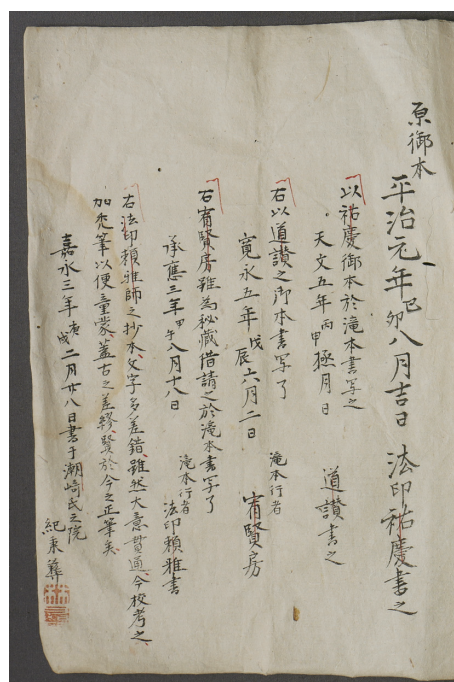 原御本
平治元年己卯八月吉日　法印祐慶書之
以祐慶御本於滝本書写之
天文五年丙申極月日　道讃書之
右以道讃之御本書写了
寛永五年戊辰六月二日　滝本行者　宥賢房
右宥賢房雖為秘蔵借請之於滝本書写了
承應三年甲午八月十八日　滝本行者　法印頼雅書
右法印頼雅師之抄本文字多差錯雖然大意貫通今校考之
加禿筆以便童蒙蓋古之差繆賢於今之正筆矣
嘉永三年庚戌二月廿八日書于潮崎氏之院
紀秉彜